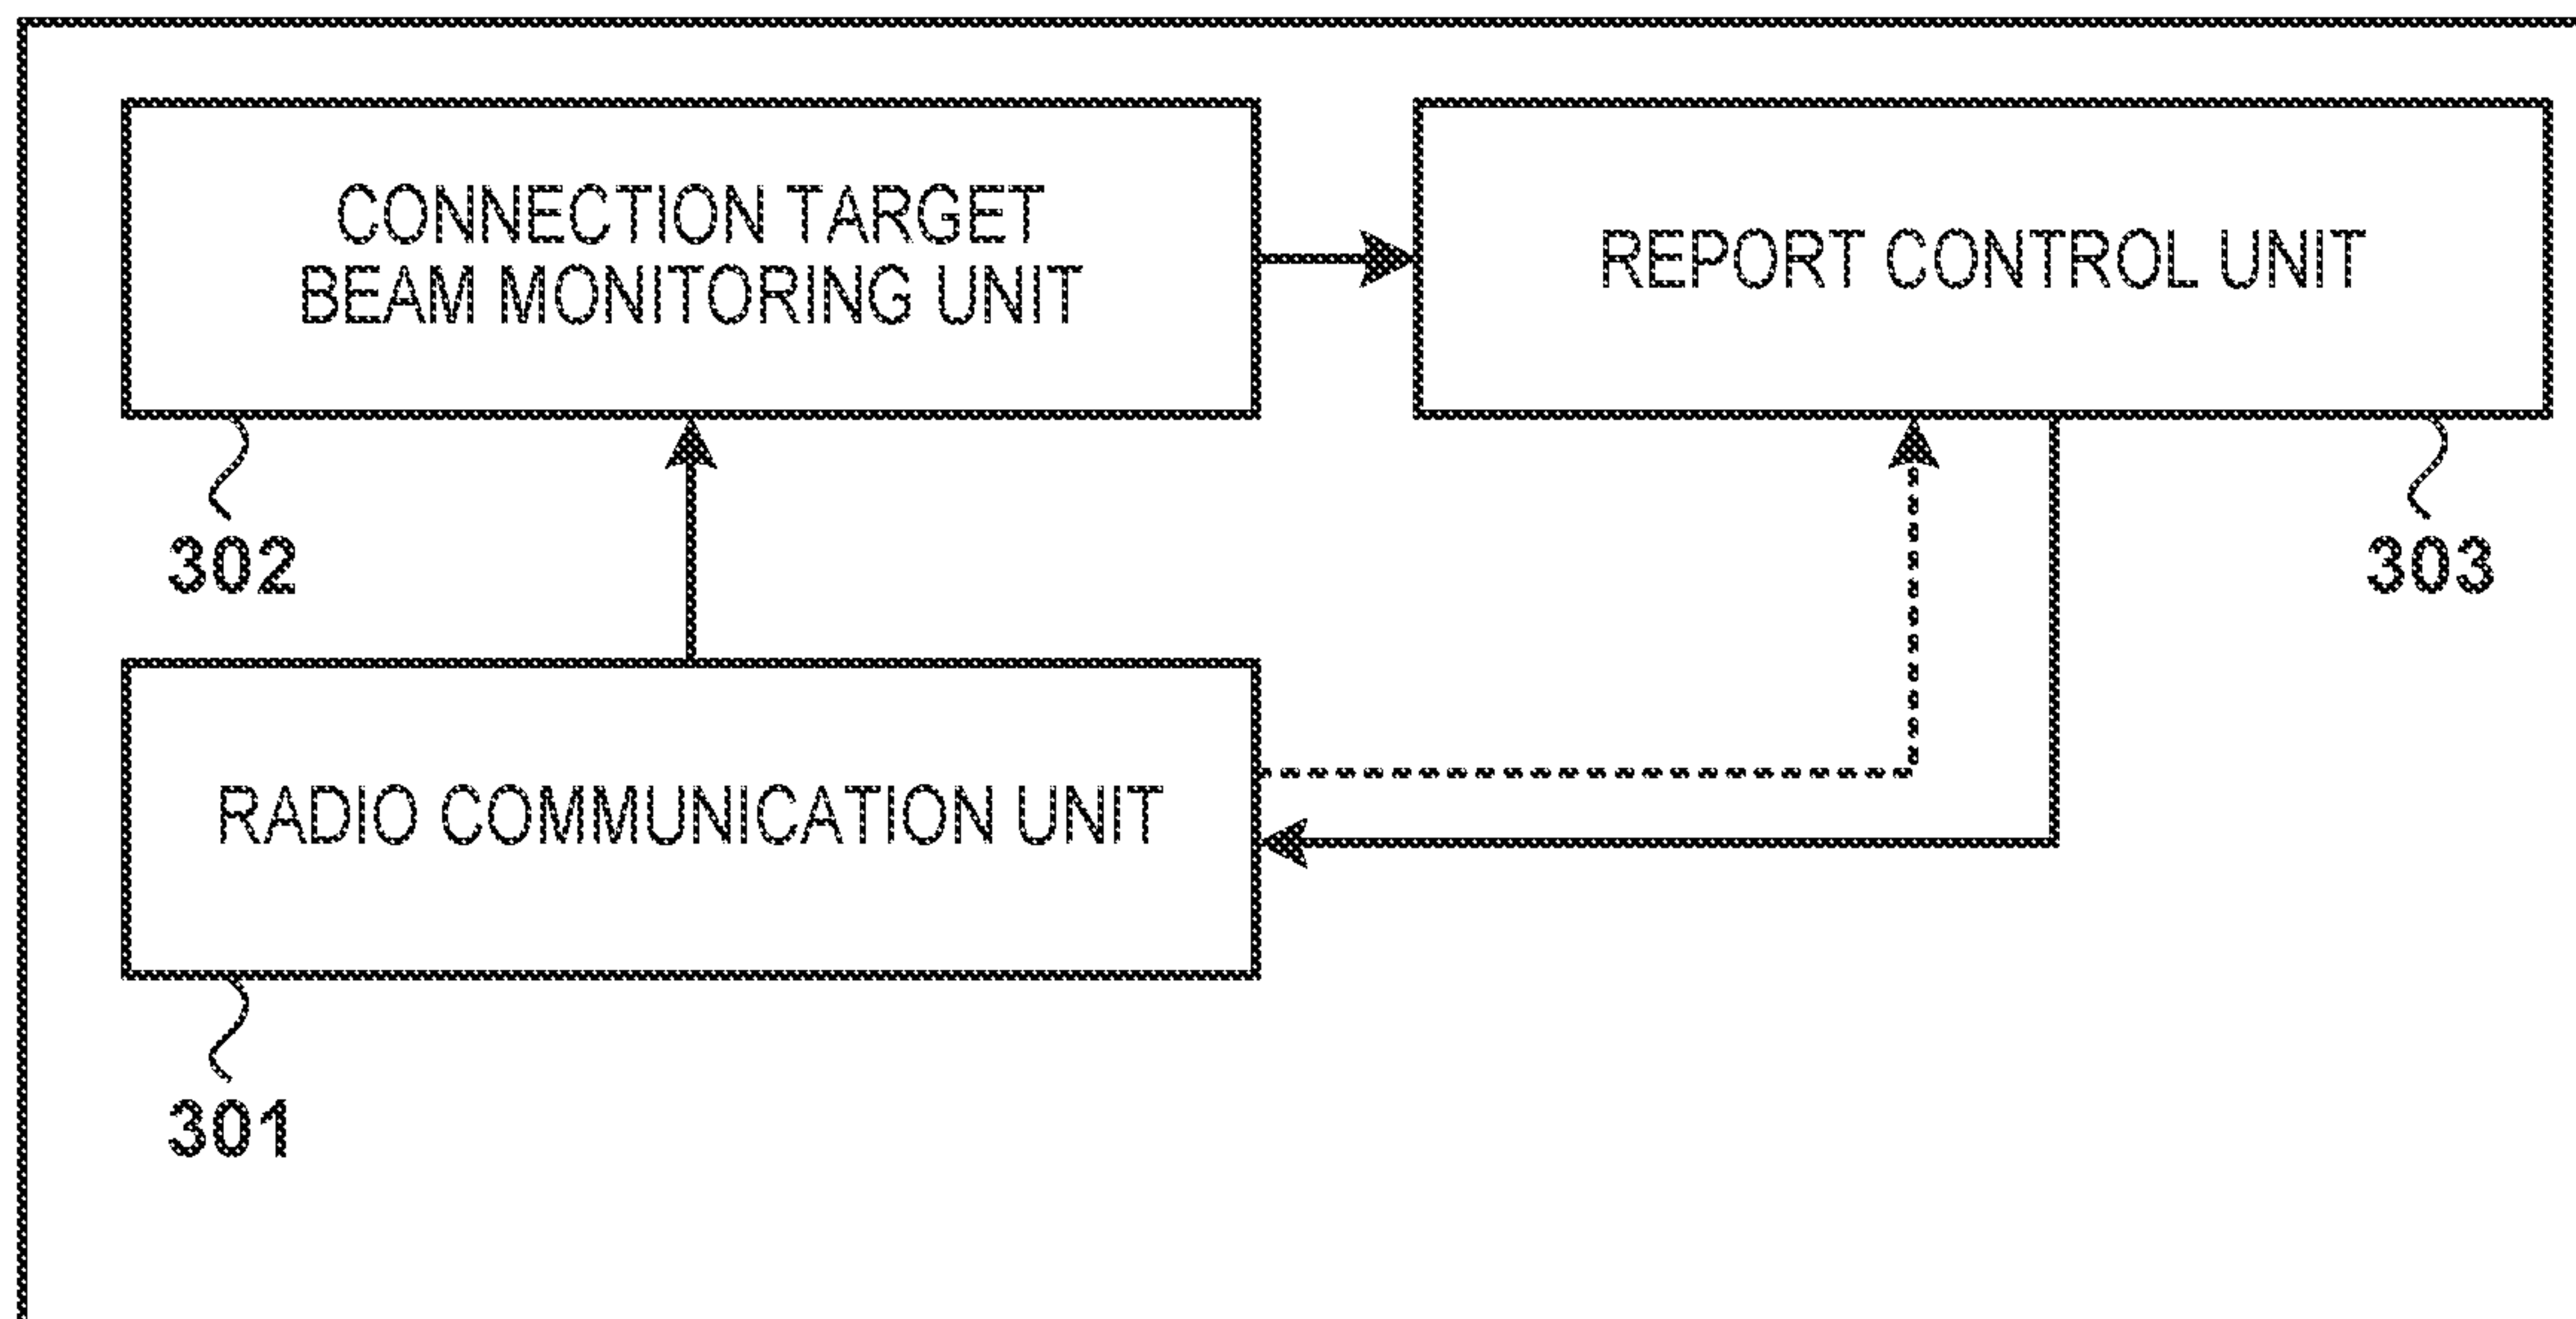 CONNECTION TARGET
BEAM MONITORING UNIT
REPORT CONTROL UNIT
302
303
RADIO COMMUNICATION UNIT
301